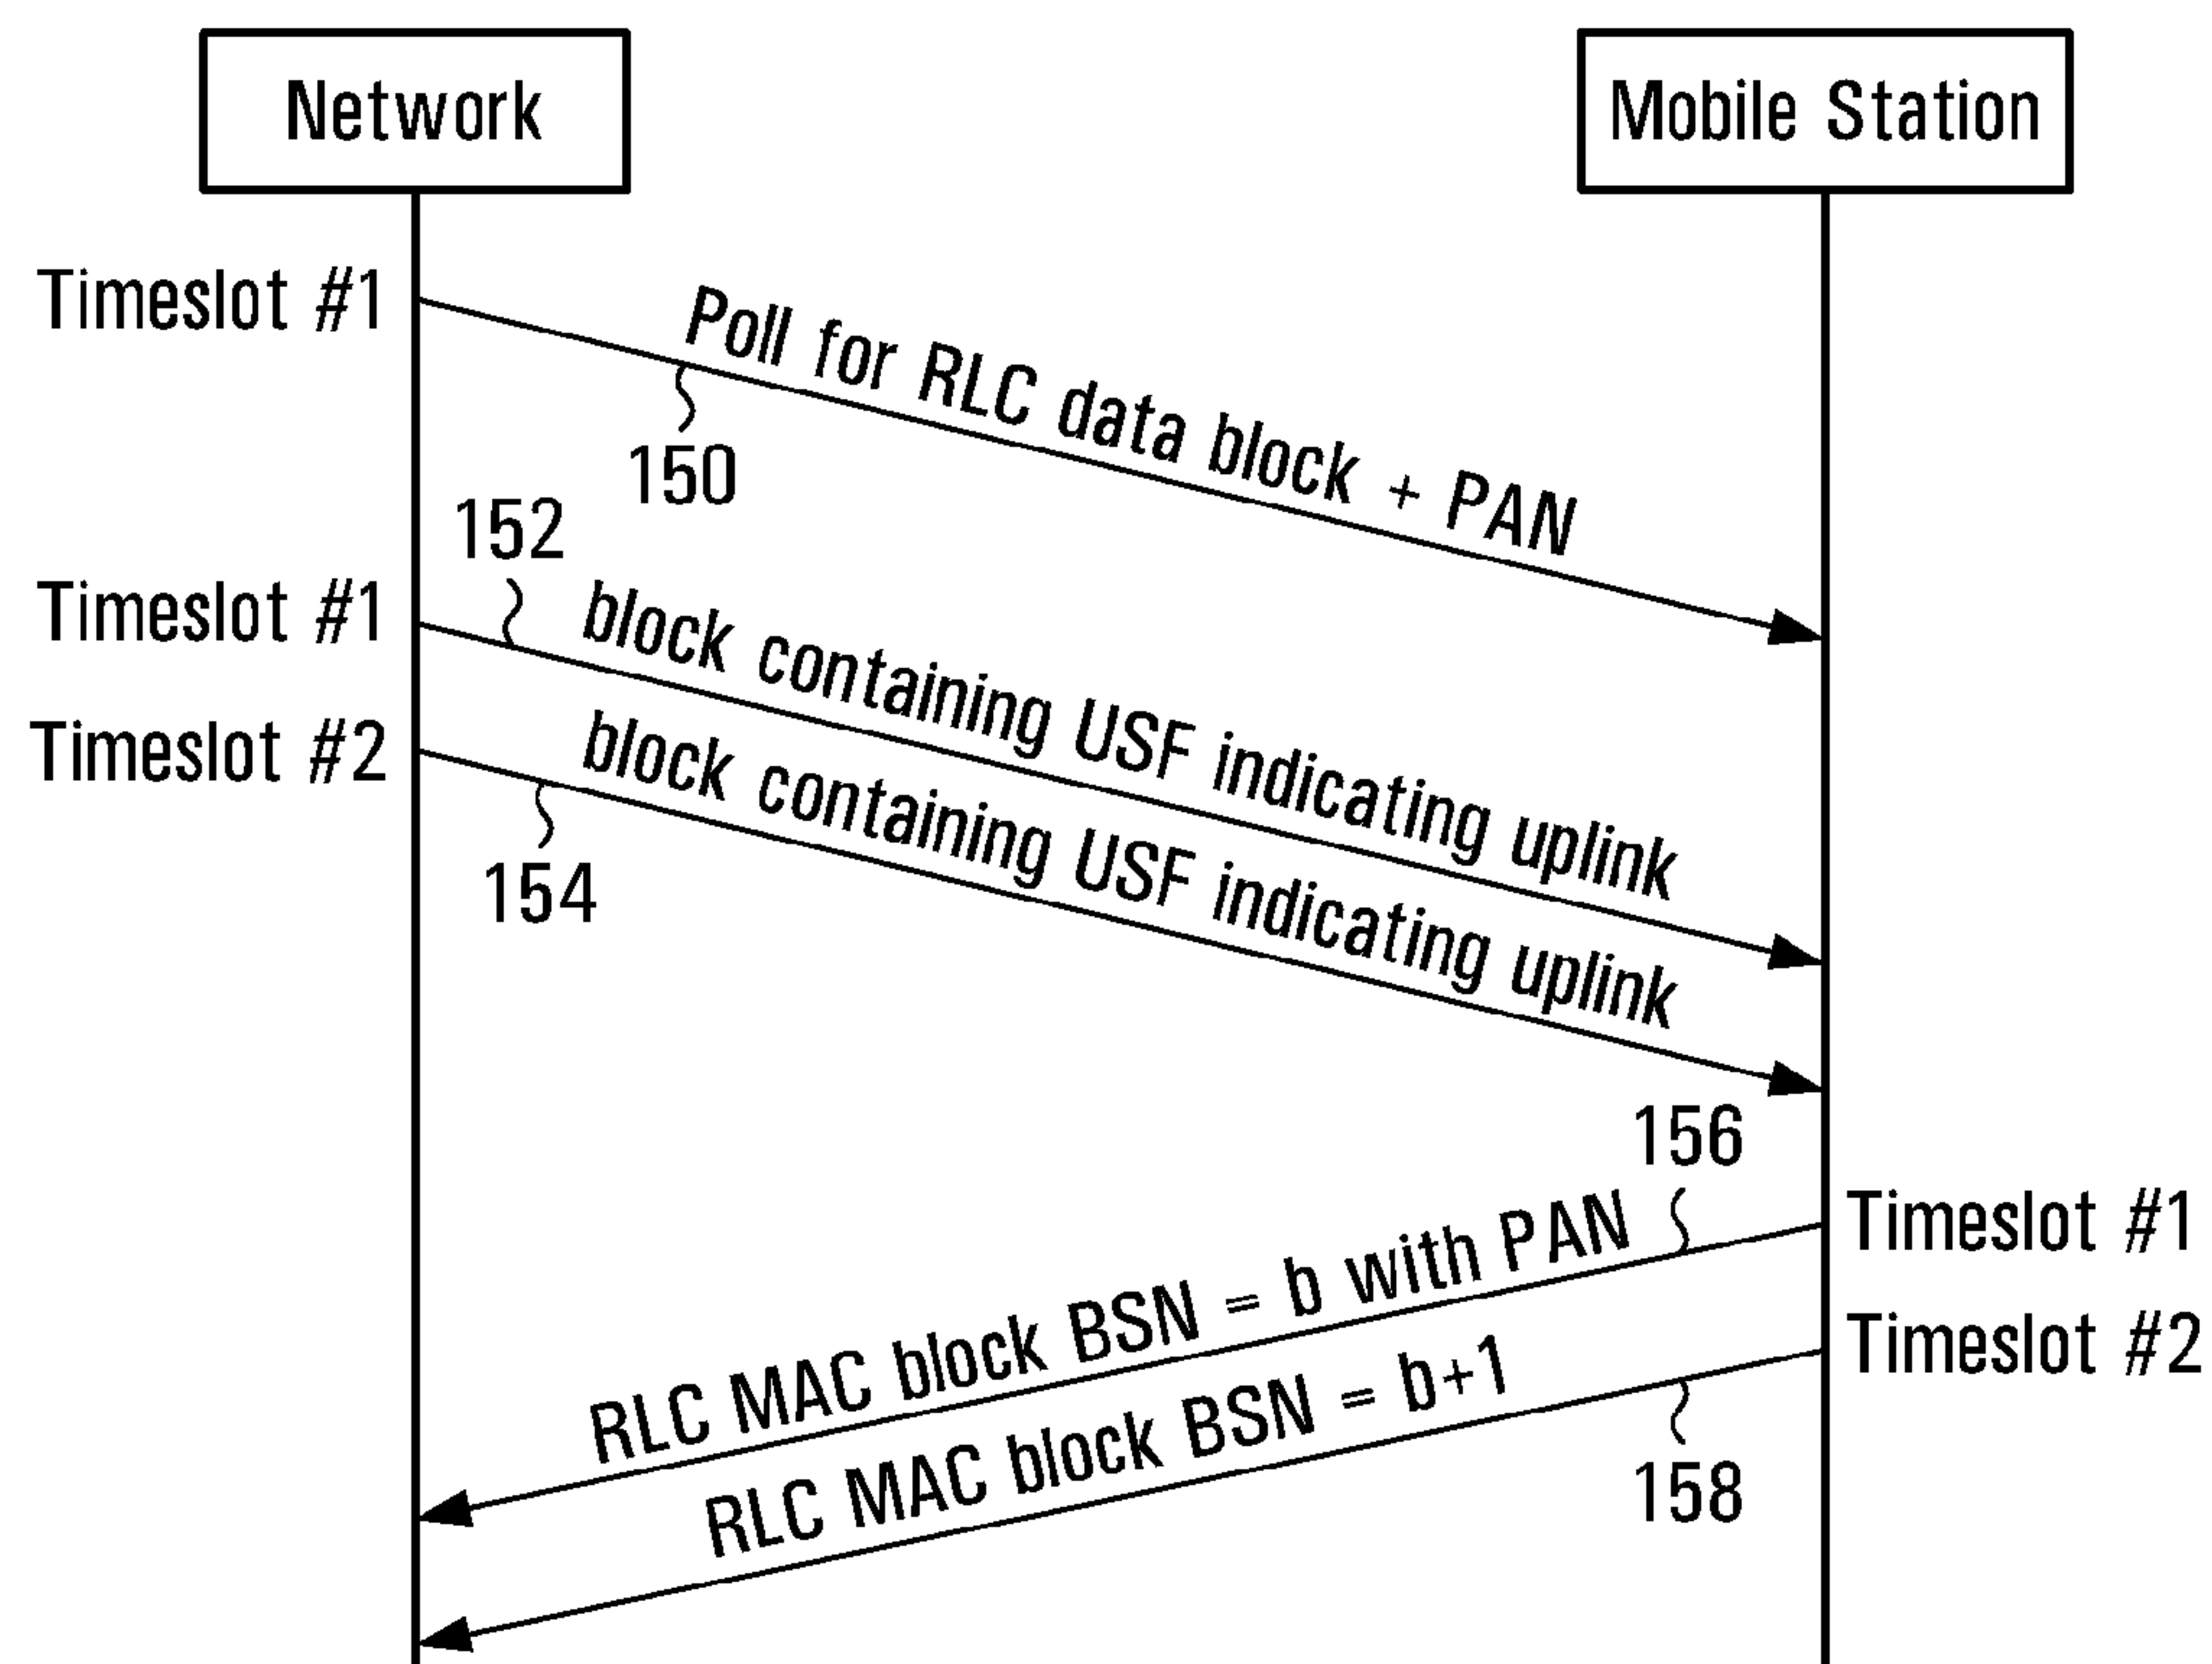 Network
Mobile Station
Timeslot #1
Poll for RLC data block + PAN
150
152
Timeslot #1
block containing USF indicating uplink
Timeslot #2
block containing USF indicating uplink
154
156
Timeslot #1
RLC MAC block BSN = b with PAN
Timeslot #2
RLC MAC block BSN = b+1
158